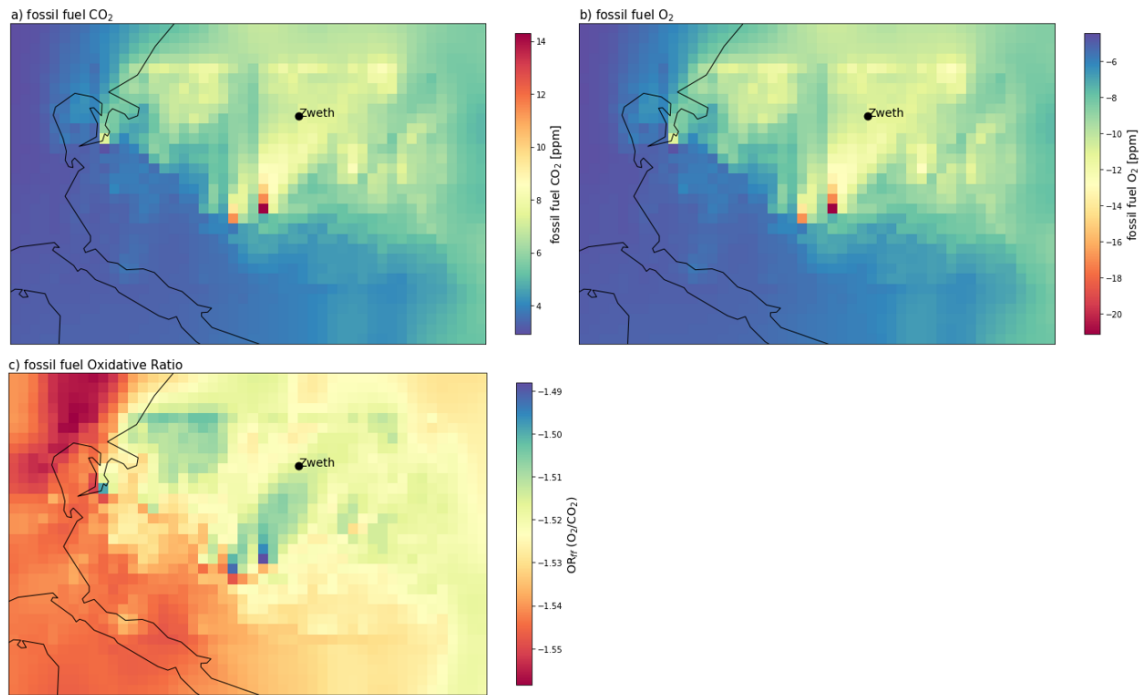 a) fossil fuel CO₂
Zweth
14
12
10
8
6
4
fossil fuel CO₂ [ppm]
b) fossil fuel O₂
Zweth
−6
−8
−10
−12
−14
−16
−18
−20
fossil fuel O₂ [ppm]
c) fossil fuel Oxidative Ratio
Zweth
−1.49
−1.50
−1.51
−1.52
−1.53
−1.54
−1.55
ORff (O₂/CO₂)